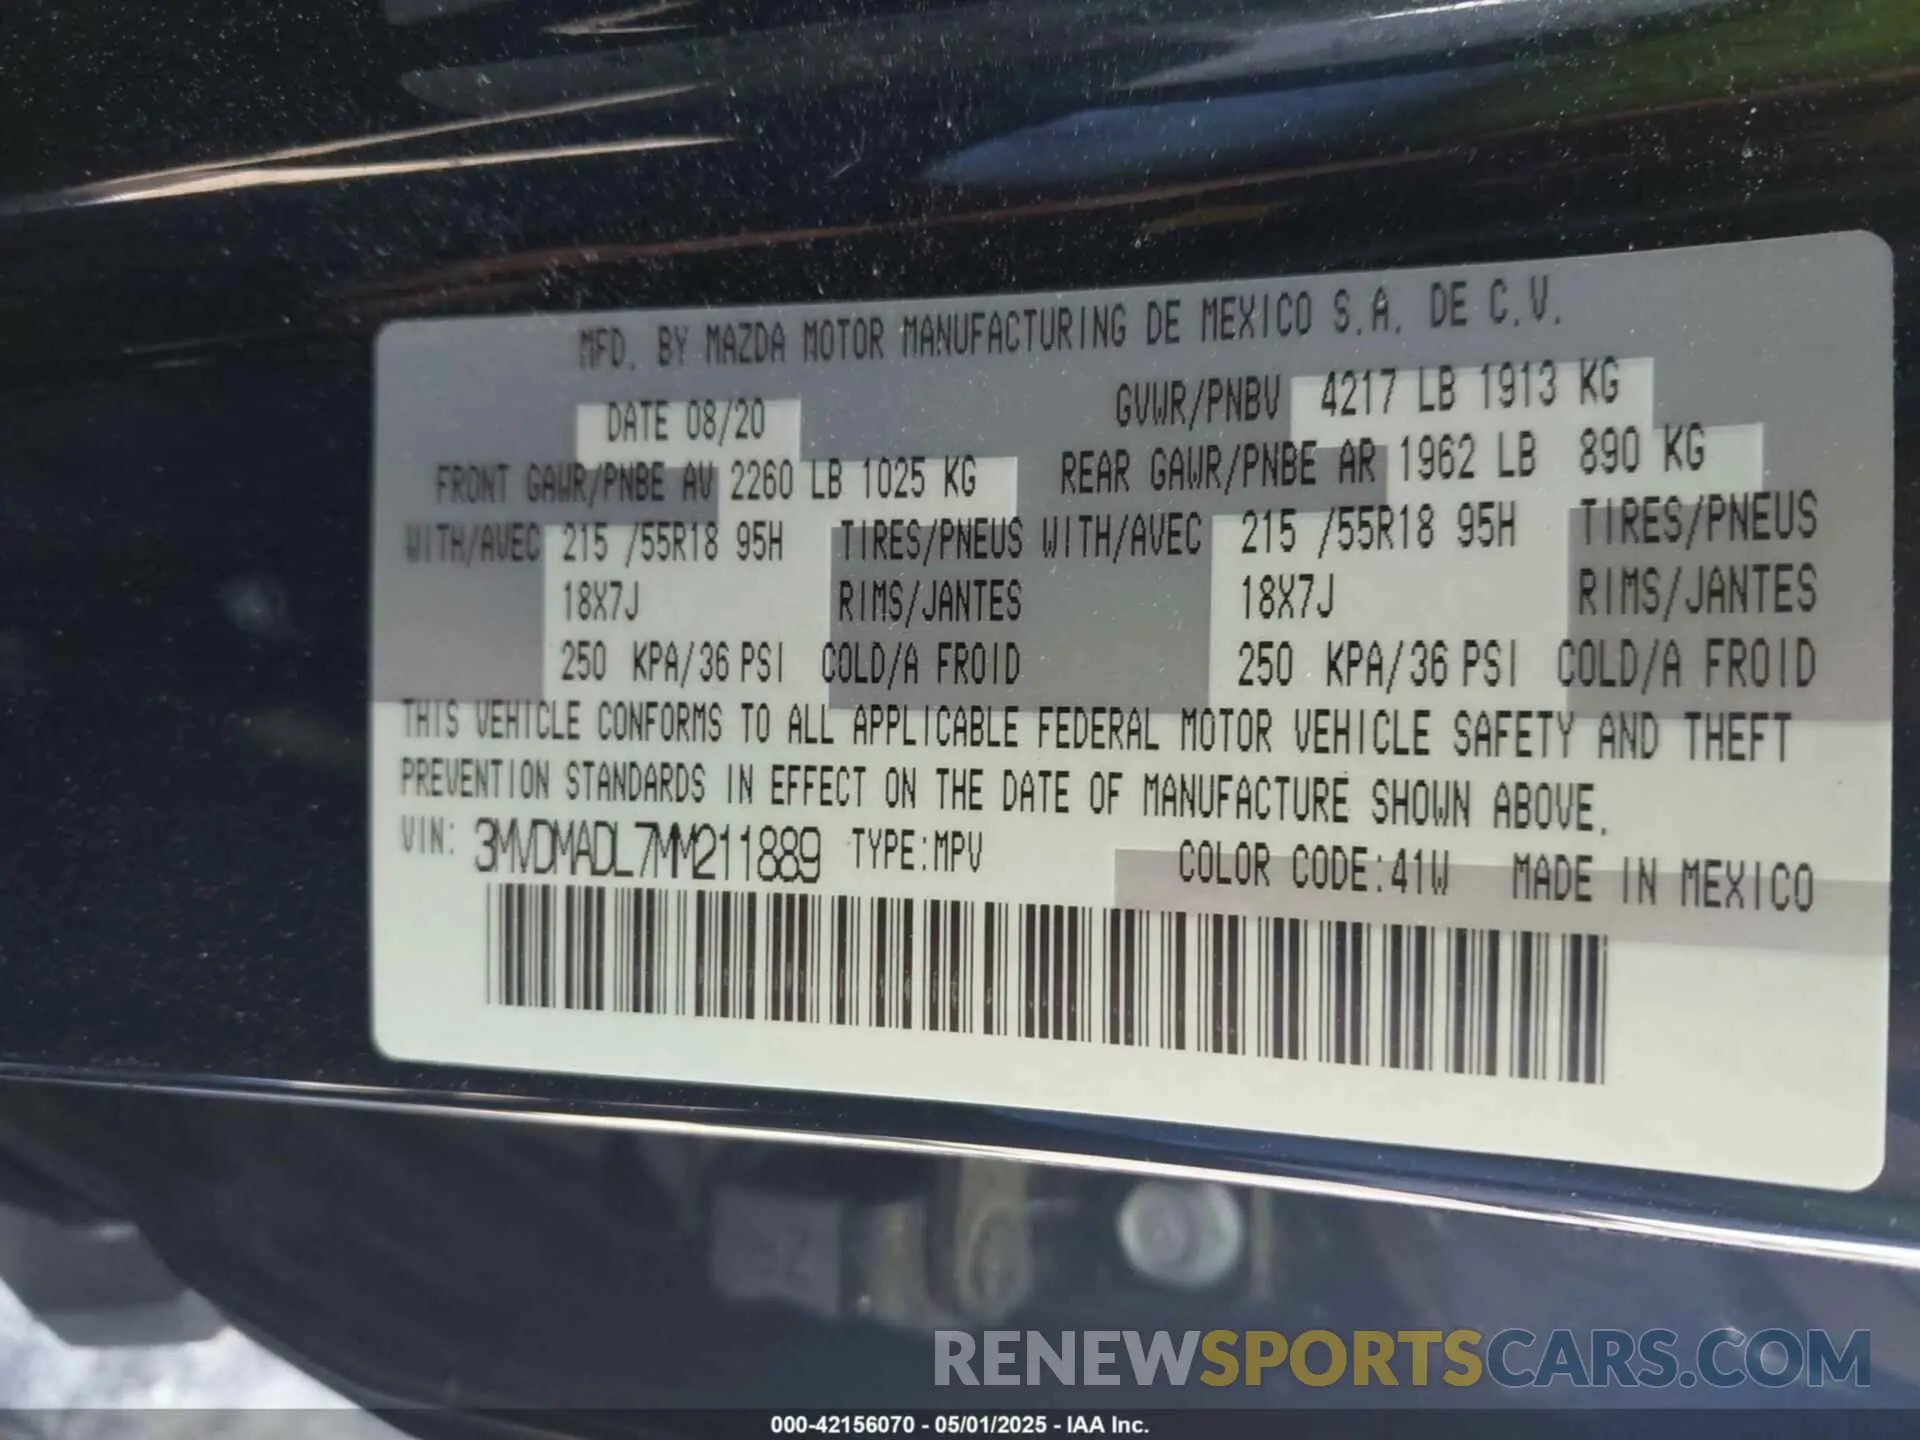 MFD. BY MAZDA MOTOR MANUFACTURING DE MEXICO S.A. DE C.V.
DATE 08/20 GVWR/PNBV 4217 LB 1913 KG
FRONT GAWR/PNBE AV 2260 LB 1025 KG REAR GAWR/PNBE AR 1962 LB 890 KG
WITH/AVEC 215 /55R18 95H TIRES/PNEUS WITH/AVEC 215 /55R18 95H TIRES/PNEUS
18X7J RIMS/JANTES 18X7J RIMS/JANTES
250 KPA/36 PSI COLD/A FROID 250 KPA/36 PSI COLD/A FROID
THIS VEHICLE CONFORMS TO ALL APPLICABLE FEDERAL MOTOR VEHICLE SAFETY AND THEFT
PREVENTION STANDARDS IN EFFECT ON THE DATE OF MANUFACTURE SHOWN ABOVE.
VIN: 3MVDMADL7MM211889 TYPE:MPV COLOR CODE:41W MADE IN MEXICO
RENEWSPORTSCARS.COM
000-42156070 - 05/01/2025 - IAA Inc.